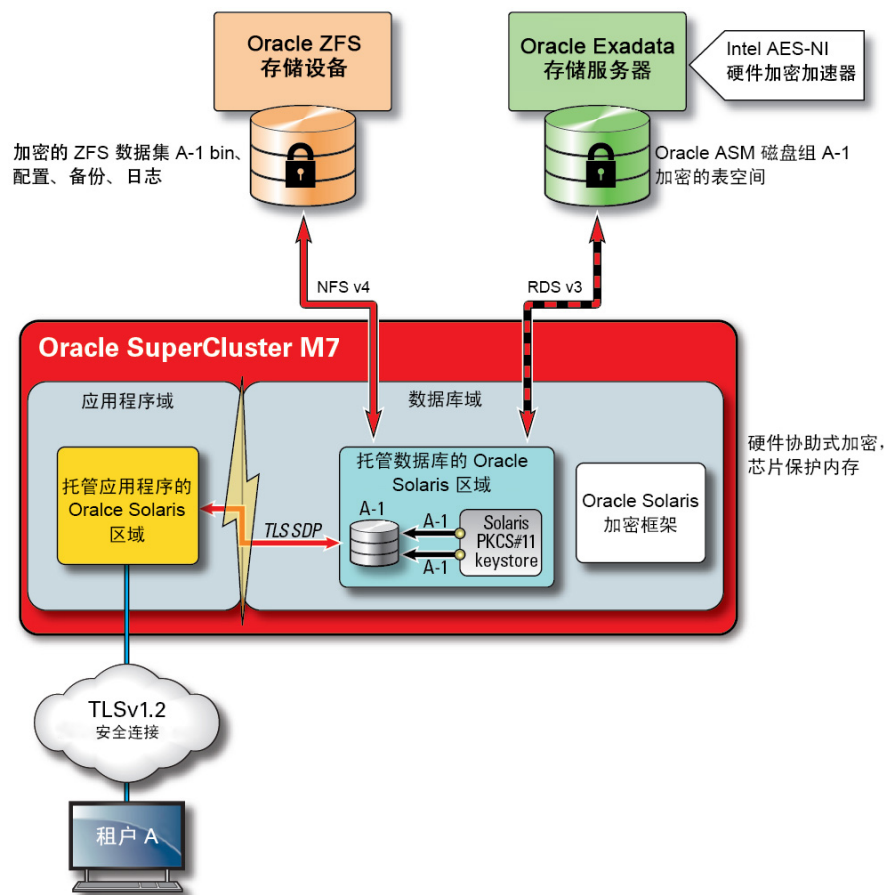 Oracle ZFS
存储设备
Oracle Exadata
存储服务器
Intel AES-NI
硬件加密加速器
加密的 ZFS 数据集 A-1 bin、
配置、备份、日志
Oracle ASM 磁盘组 A-1
加密的表空间
NFS v4
RDS v3
Oracle SuperCluster M7
应用程序域
数据库域
托管应用程序的
Oralce Solaris
区域
TLS SDP
托管数据库的 Oracle
Solaris 区域
A-1
A-1
A-1
Solaris
PKCS#11
keystore
Oracle Solaris
加密框架
硬件协助式加密,
芯片保护内存
TLSv1.2
安全连接
租户 A